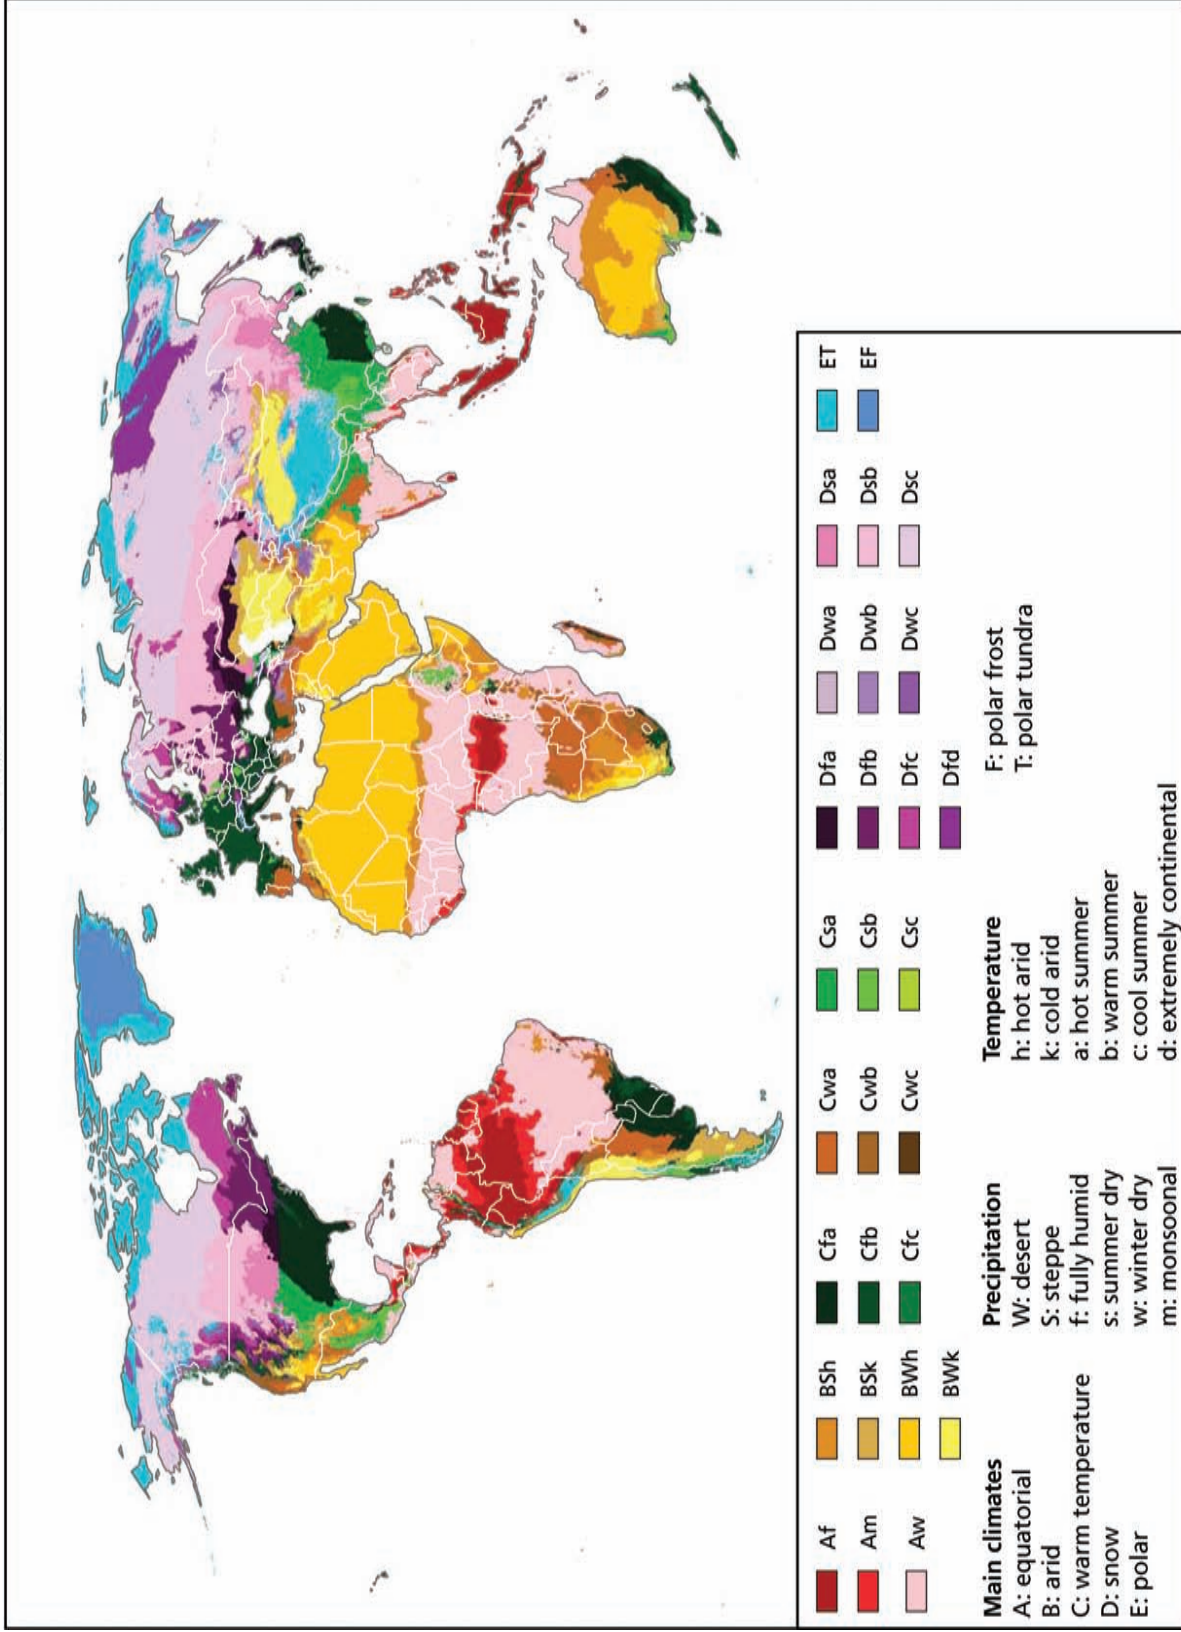 Af
Am
Aw
BSh
BSk
BWh
BWk
Cfa
Cfb
Cfc
Cwa
Cwb
Cwc
Csa
Csb
Csc
Dfa
Dfb
Dfc
Dfd
Dwa
Dwb
Dwc
Dsa
Dsb
Dsc
ET
EF
Main climates
A: equatorial
B: arid
C: warm temperature
D: snow
E: polar
Precipitation
W: desert
S: steppe
f: fully humid
s: summer dry
w: winter dry
m: monsoonal
Temperature
h: hot arid
k: cold arid
a: hot summer
b: warm summer
c: cool summer
d: extremely continental
F: polar frost
T: polar tundra